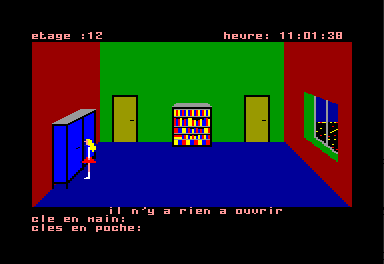 etage :12
heure: 11:01:38
il n'y a rien a ouvrir
cle en main:
cles en poche: